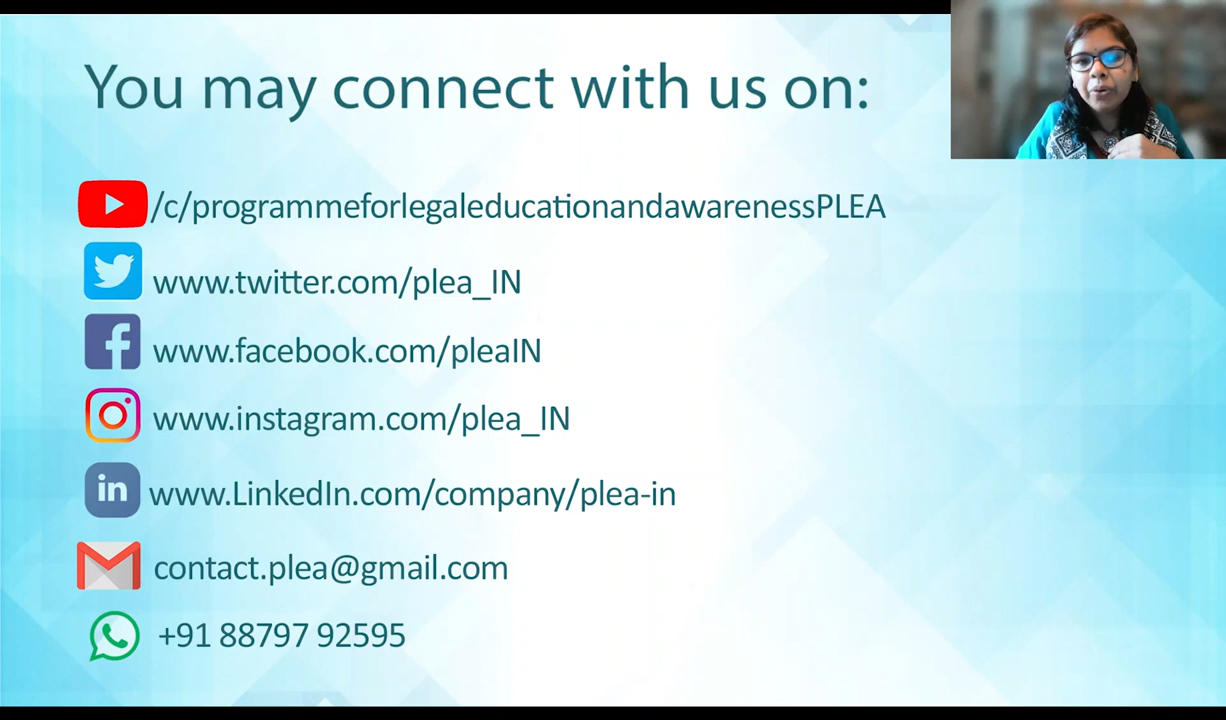 You may connect with us on:
/c/programmeforlegaleducationandawarenessPLEA
www.twitter.com/plea_IN
www.facebook.com/pleaIN
www.instagram.com/plea_IN
in www.LinkedIn.com/company/plea-in
contact.plea@gmail.com
+91 88797 92595